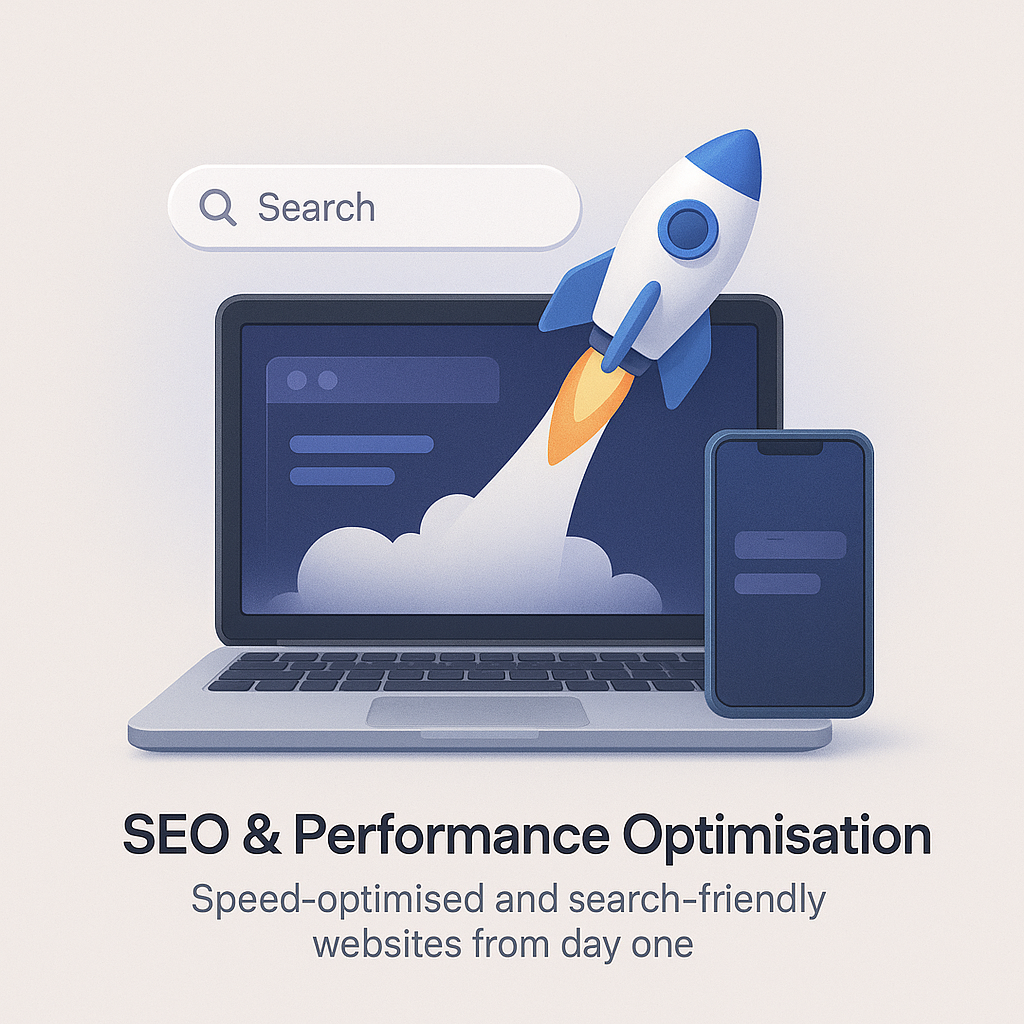 Search
SEO & Performance Optimisation
Speed-optimised and search-friendly
websites from day one